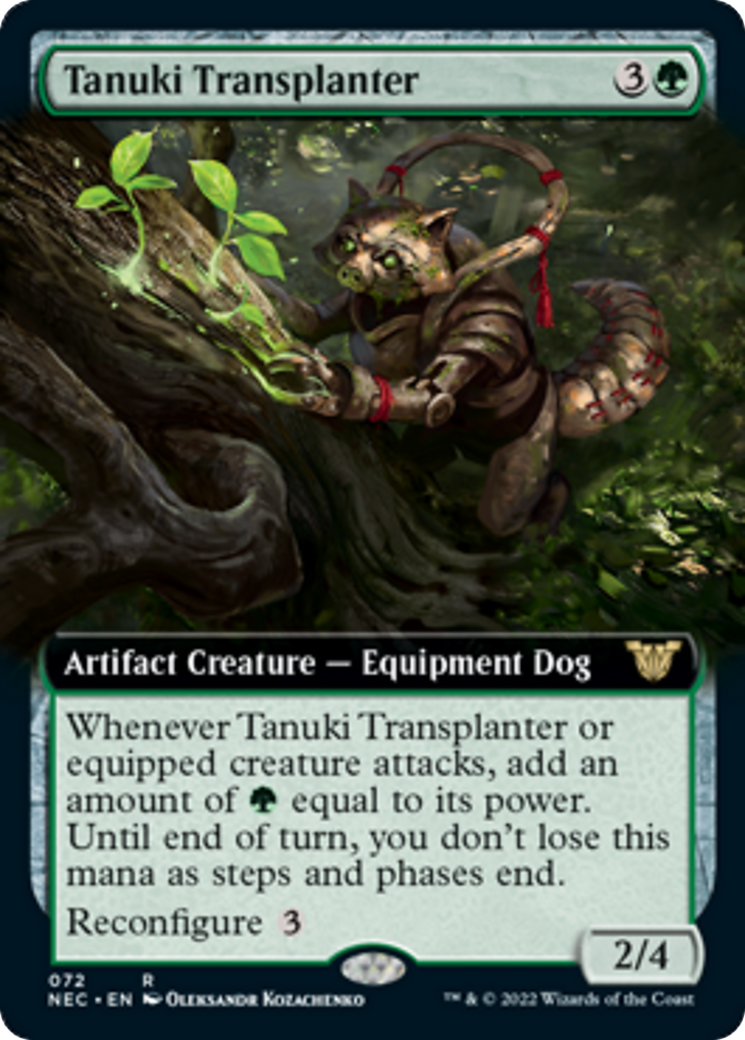 Tanuki Transplanter 3
Artifact Creature — Equipment Dog
Whenever Tanuki Transplanter or
equipped creature attacks, add an
amount of equal to its power.
Until end of turn, you don't lose this
mana as steps and phases end.
Reconfigure 3
2/4
072 R
NEC • EN Oleksandr Kozachenko
™ & © 2022 Wizards of the Coast